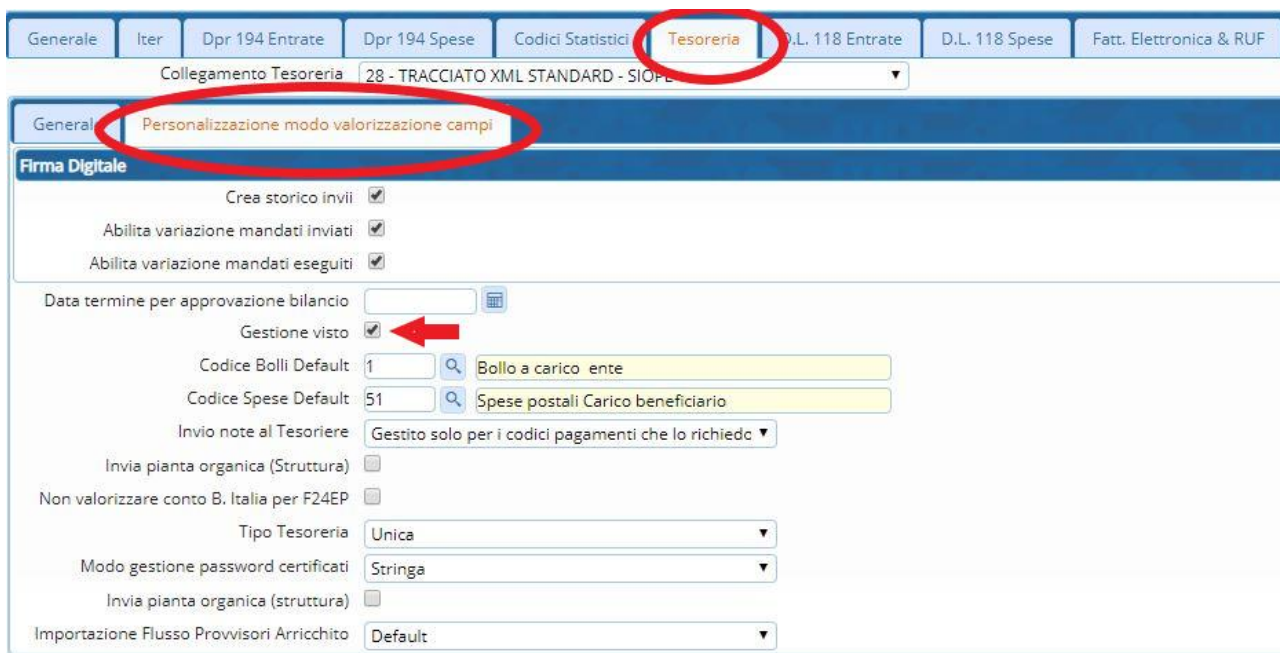 Generale Iter Dpr 194 Entrate Dpr 194 Spese Codici Statistici Tesoreria D.L. 118 Entrate D.L. 118 Spese Fatt. Elettronica & RUF
Collegamento Tesoreria 28 - TRACCIATO XML STANDARD - SIOPE
Generale Personalizzazione modo valorizzazione campi
Firma Digitale
Crea storico invii
Abilita variazione mandati inviati
Abilita variazione mandati eseguiti
Data termine per approvazione bilancio
Gestione visto
Codice Bolli Default 1 Bollo a carico ente
Codice Spese Default 51 Spese postali Carico beneficiario
Invio note al Tesoriere Gestito solo per i codici pagamenti che lo richiedo
Invia pianta organica (Struttura)
Non valorizzare conto B. Italia per F24EP
Tipo Tesoreria Unica
Modo gestione password certificati Stringa
Invia pianta organica (struttura)
Importazione Flusso Provvisori Arricchito Default